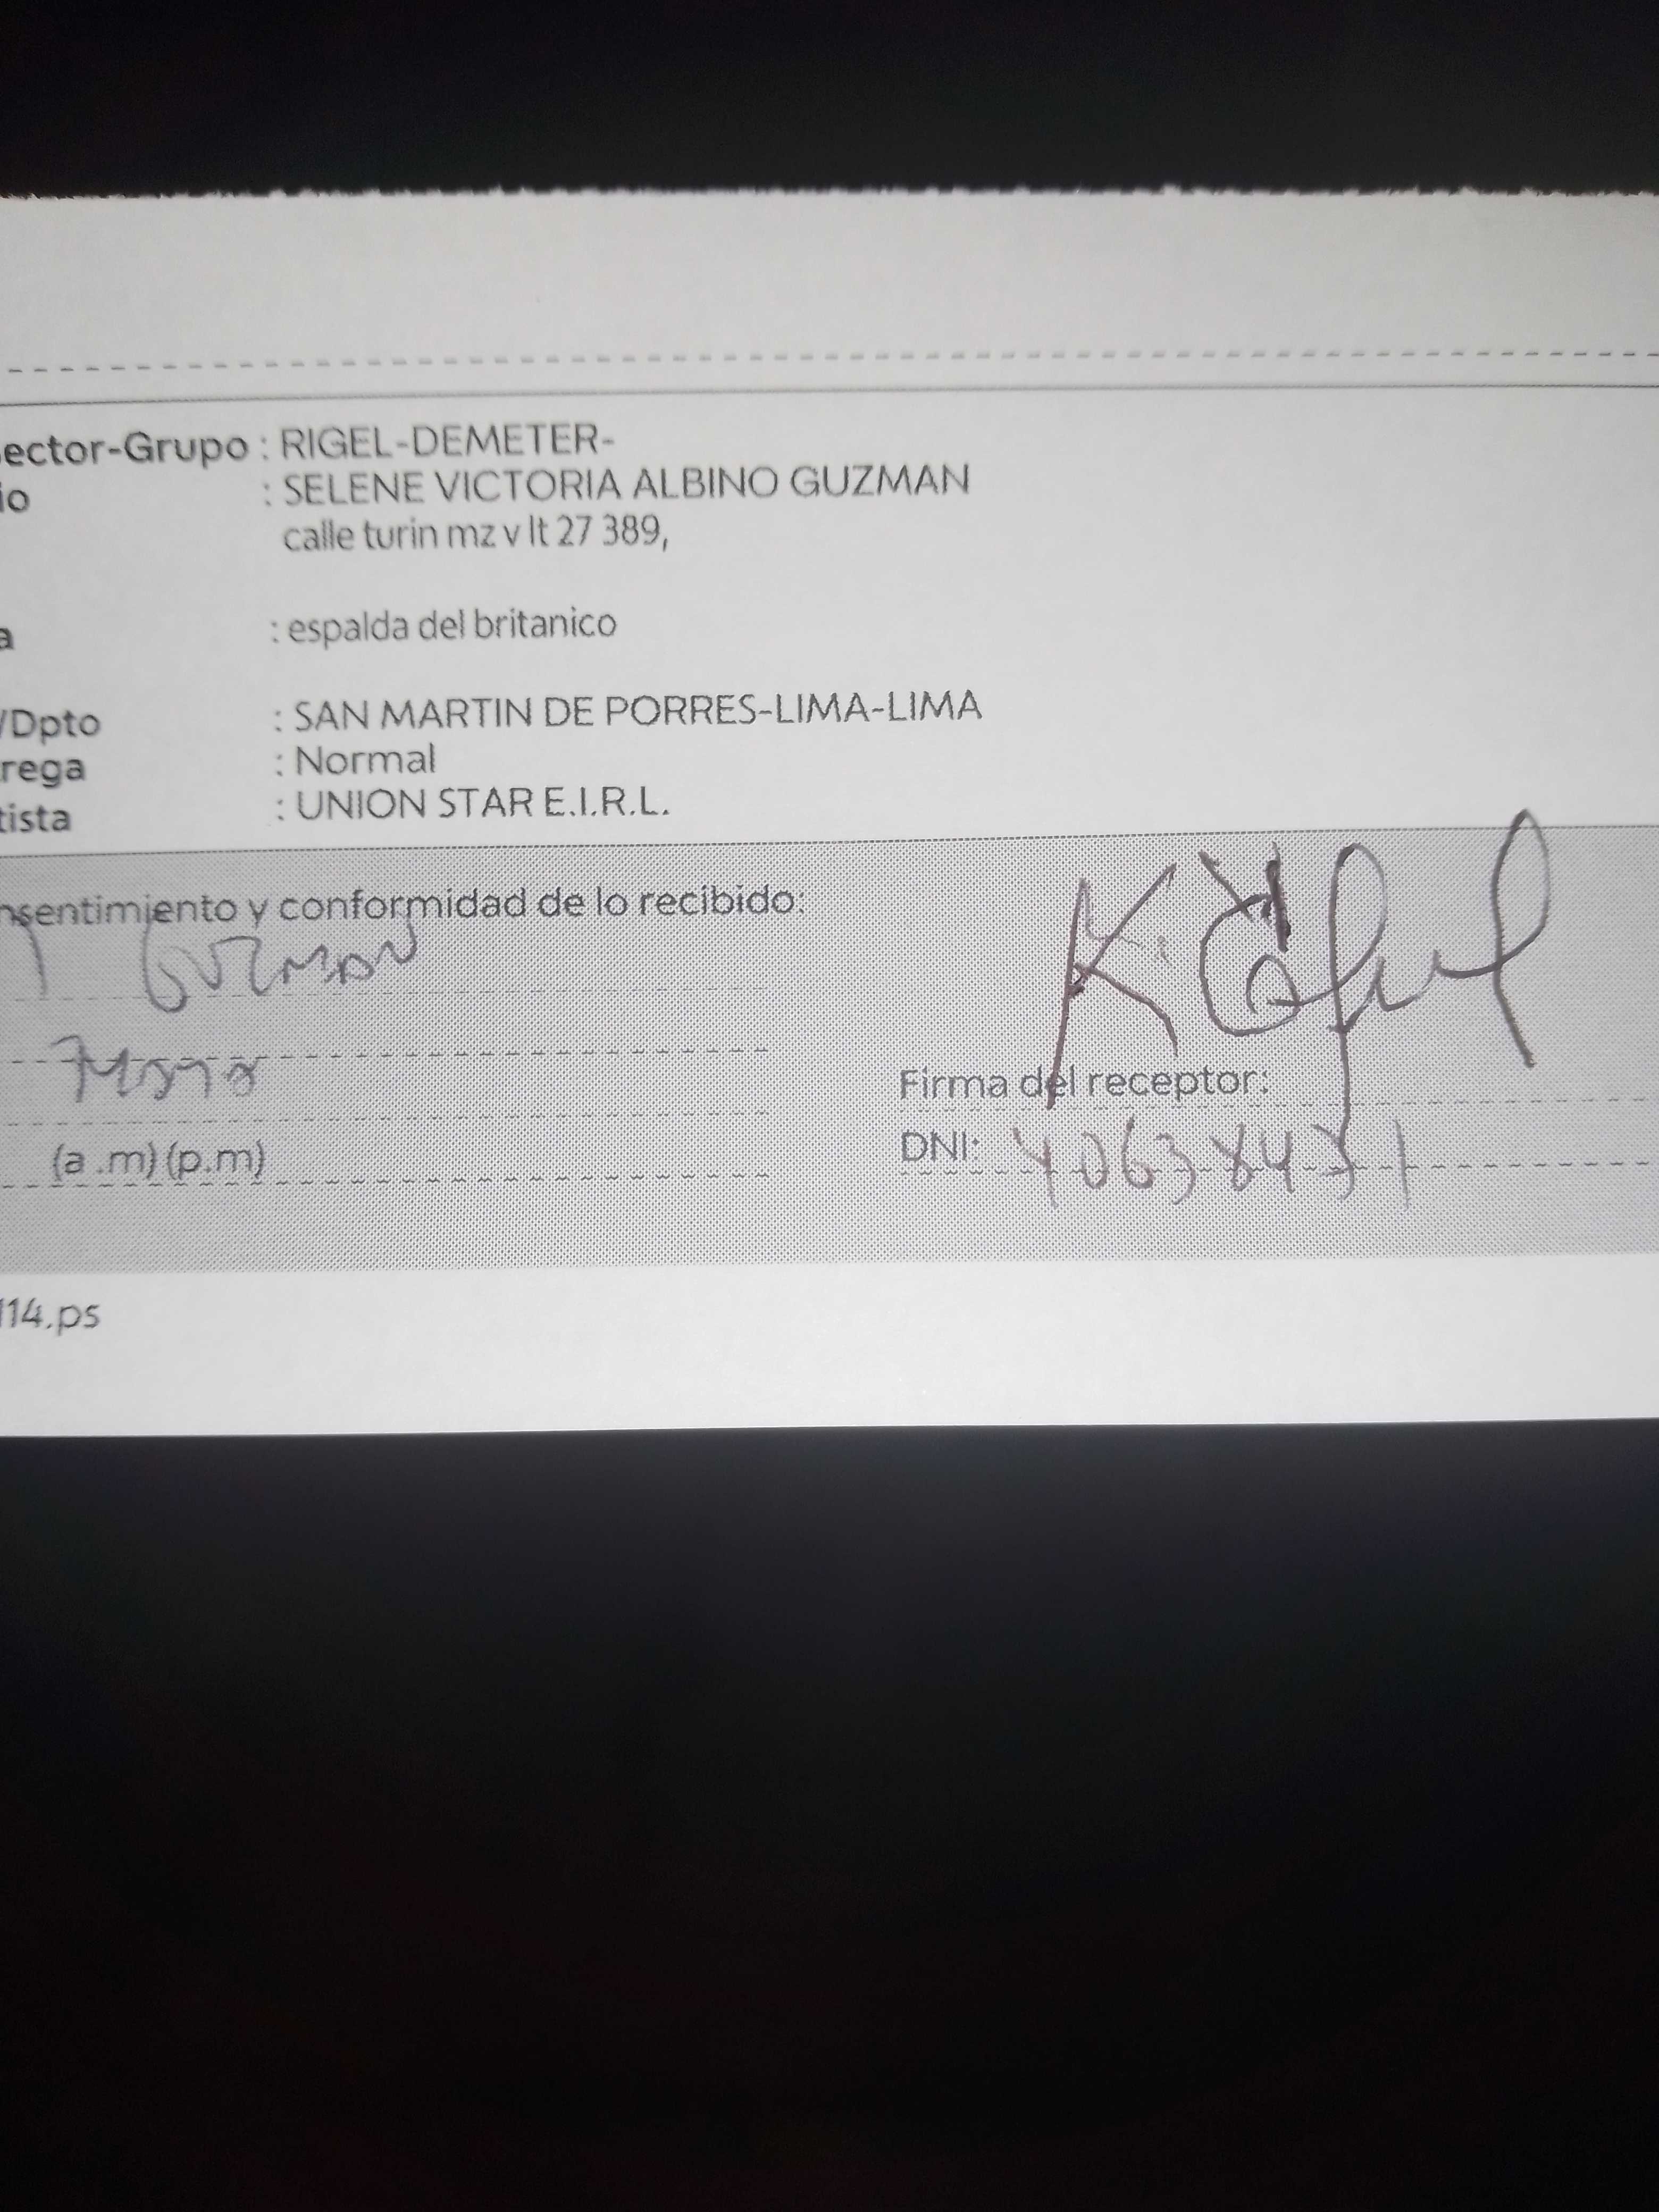 ector-Grupo : RIGEL-DEMETER-
io : SELENE VICTORIA ALBINO GUZMAN
calle turin mz v lt 27 389,
a : espalda del britanico
/Dpto : SAN MARTIN DE PORRES-LIMA-LIMA
rega : Normal
tista : UNION STAR E.I.R.L.
nsentimiento y conformidad de lo recibido:
GUZMAN
Firma del receptor:
(a .m) (p.m)
DNI:
114.ps